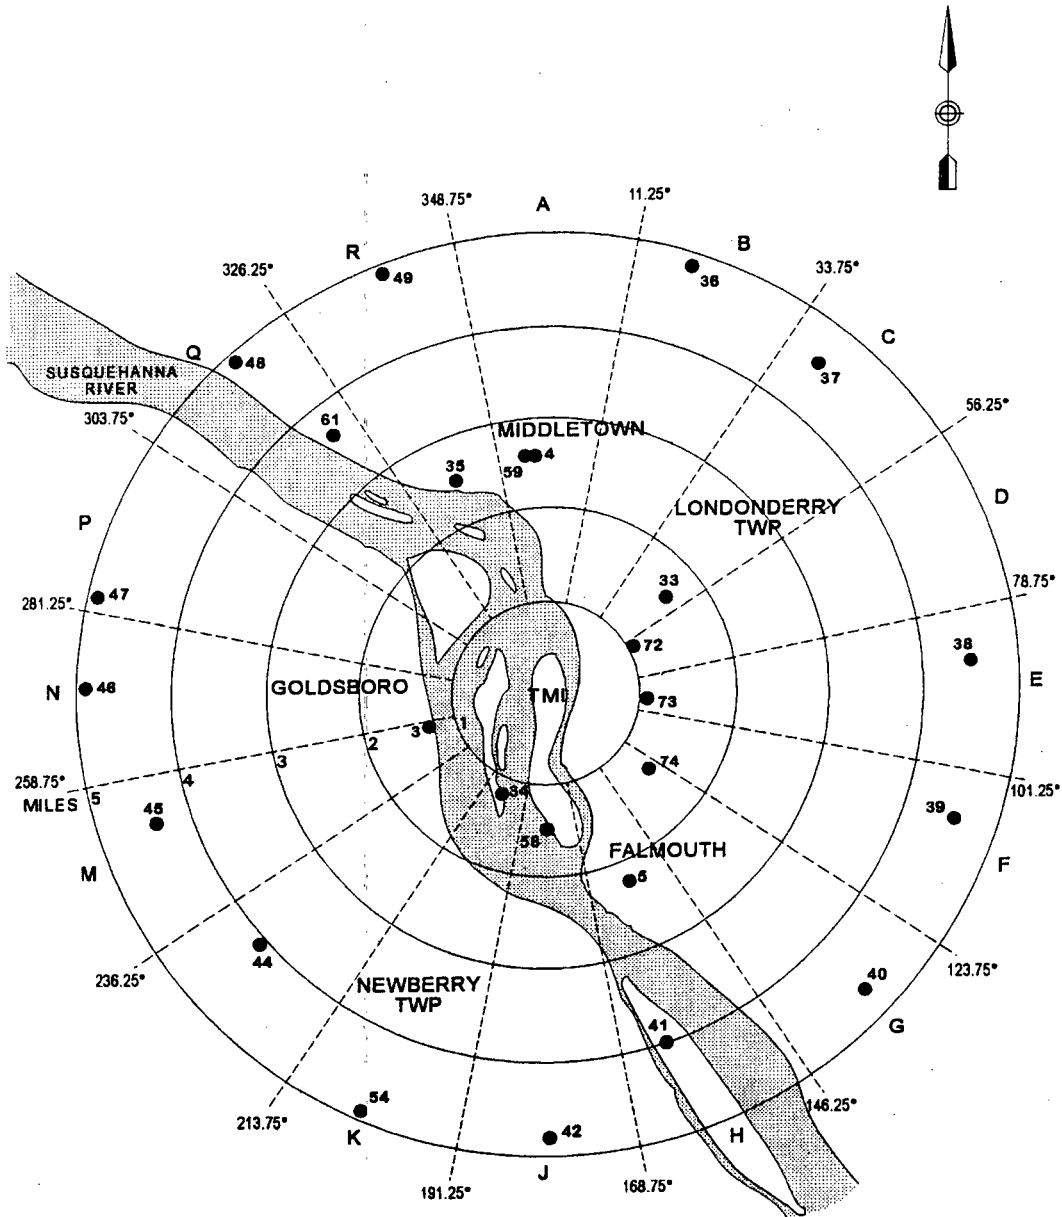 348.75°
A
11.25°
R
B
326.25°
49
36
33.75°
C
Q
48
37
SUSQUEHANNA
RIVER
303.75°
61
56.25°
MIDDLETOWN
35
59
4
D
P
LONDONDERRY
TWP
78.75°
33
47
281.25°
72
38
N
46
GOLDSBORO
TMI
E
73
3
1
2
3
74
258.75°
MILES
5
4
101.25°
45
34
39
58
FALMOUTH
M
F
5
44
236.25°
123.75°
NEWBERRY
TWP
40
41
G
54
213.75°
K
42
H
146.25°
J
191.25°
168.75°